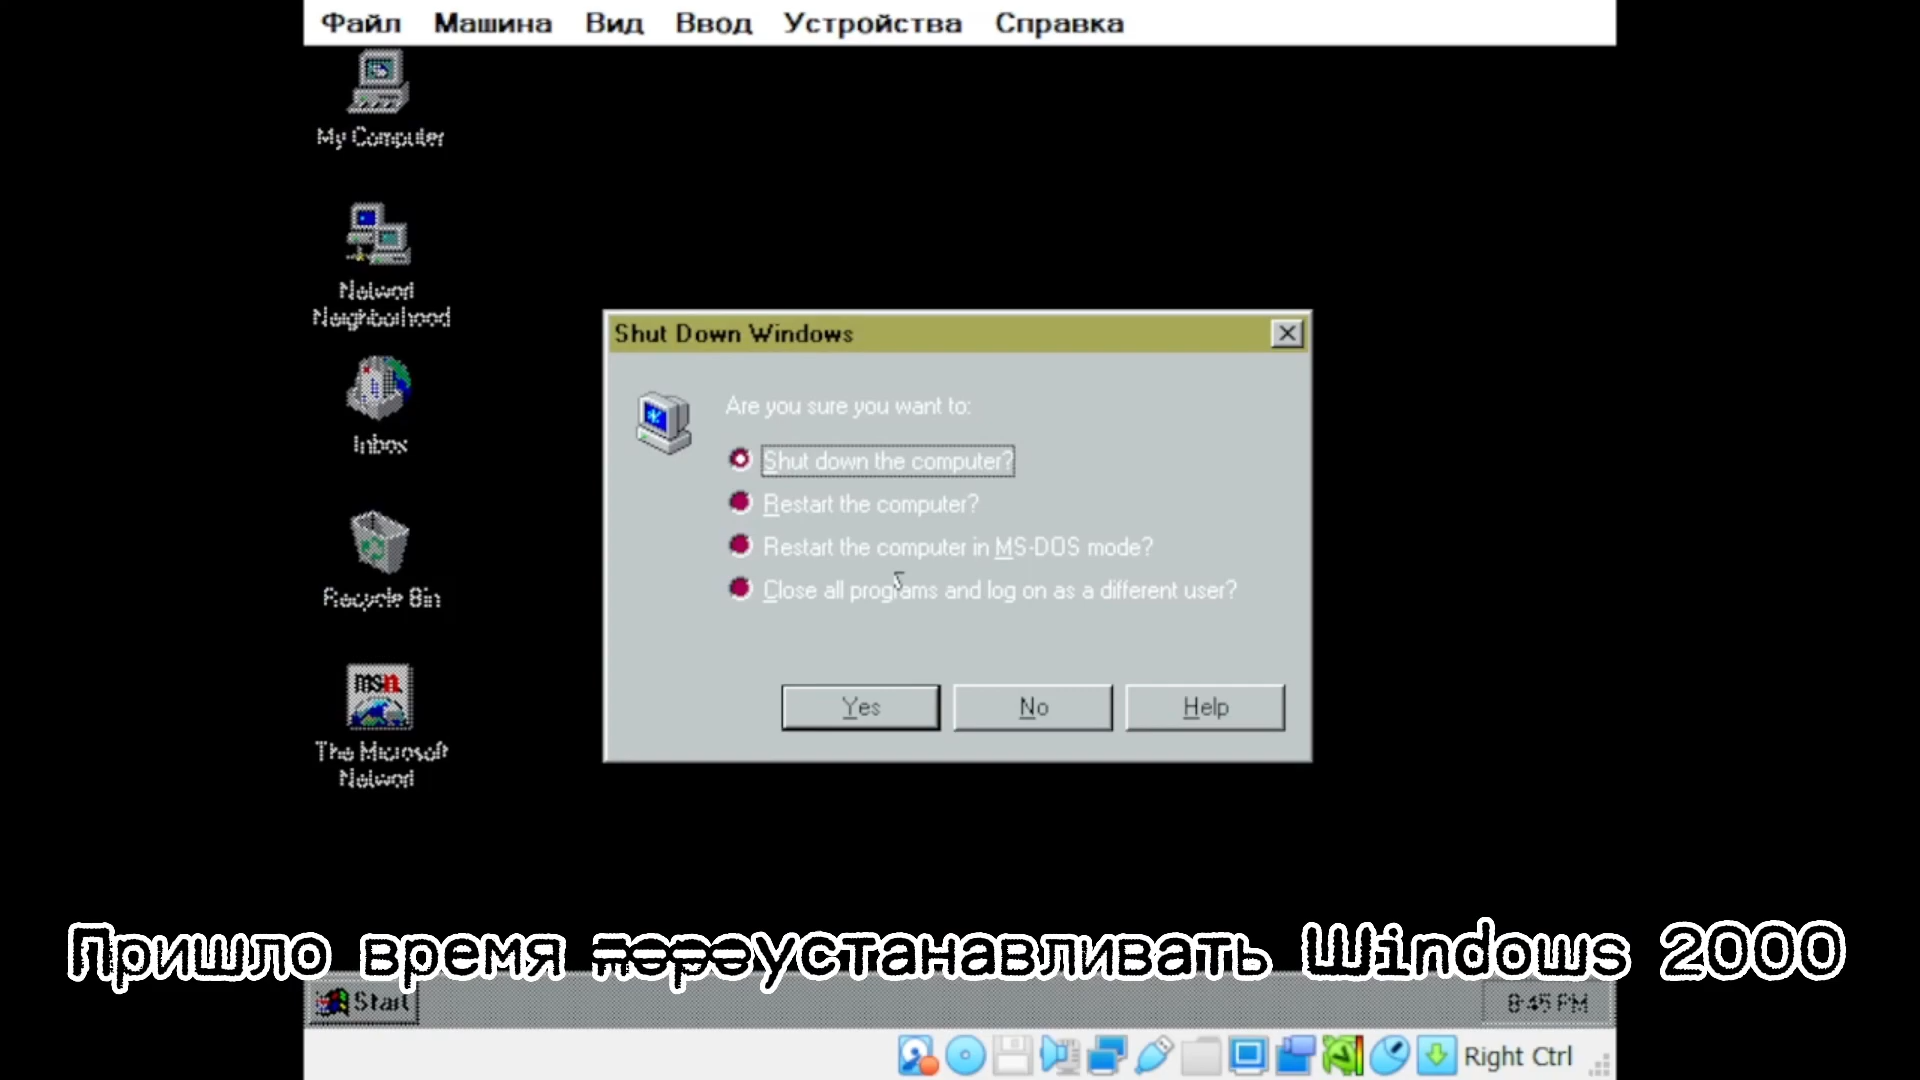 Файл Машина Вид Ввод Устройства Справка
My Computer
Network
Neighborhood
Inbox
Recycle Bin
msn
The Microsoft
Network
Shut Down Windows
Are you sure you want to:
Shut down the computer?
Restart the computer?
Restart the computer in MS-DOS mode?
Close all programs and log on as a different user?
Yes No Help
Пришло время переустанавливать Windows 2000
Start 8:45 PM
Right Ctrl